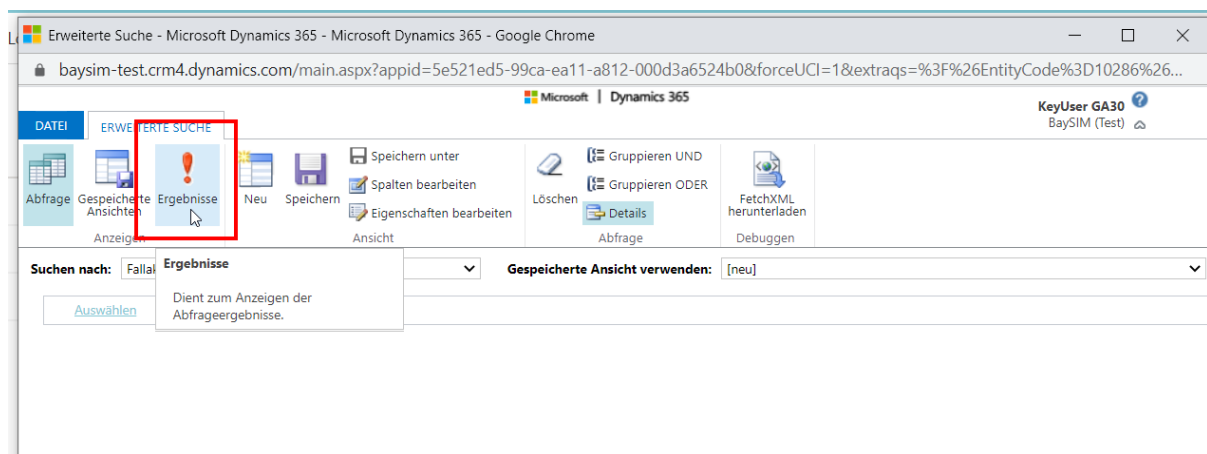 Erweiterte Suche - Microsoft Dynamics 365 - Microsoft Dynamics 365 - Google Chrome
baysim-test.crm4.dynamics.com/main.aspx?appid=5e521ed5-99ca-ea11-a812-000d3a6524b0&forceUCI=1&extraqs=%3F%26EntityCode%3D10286%26...
Microsoft | Dynamics 365
KeyUser GA30
BaySIM (Test)
DATEI ERWEITERTE SUCHE
Speichern unter Gruppieren UND
Spalten bearbeiten Gruppieren ODER
Abfrage Gespeicherte Ansichten Ergebnisse Neu Speichern Löschen FetchXML herunterladen
Eigenschaften bearbeiten Details
Anzeigen Ansicht Abfrage Debuggen
Suchen nach: Gespeicherte Ansicht verwenden: [neu]
Ergebnisse
Auswählen
Dient zum Anzeigen der
Abfrageergebnisse.